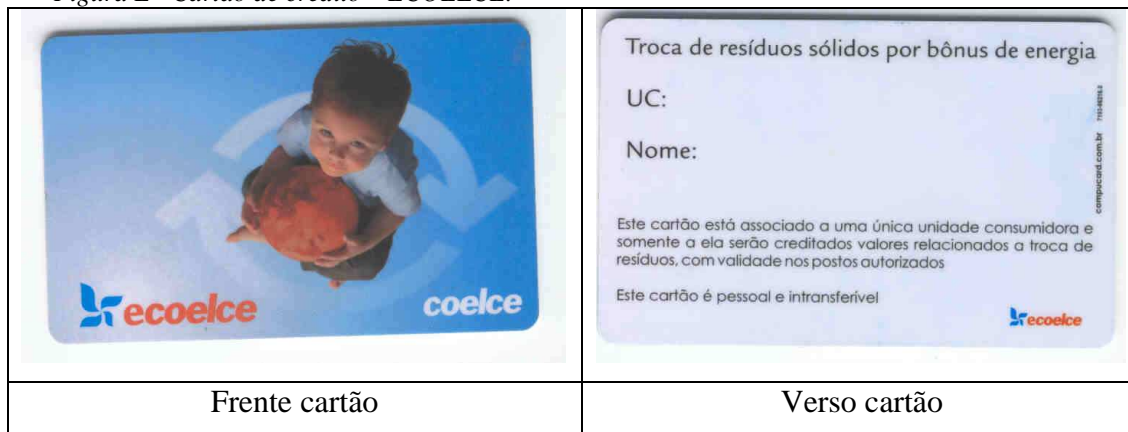 Figura 2 - Cartão de crédito – ECOELCE.
ecoelce
coelce
Troca de resíduos sólidos por bônus de energia
UC:
Nome:
compucard.com.br
Este cartão está associado a uma única unidade consumidora e
somente a ela serão creditados valores relacionados a troca de
resíduos, com validade nos postos autorizados
Este cartão é pessoal e intransferível
ecoelce
Frente cartão
Verso cartão